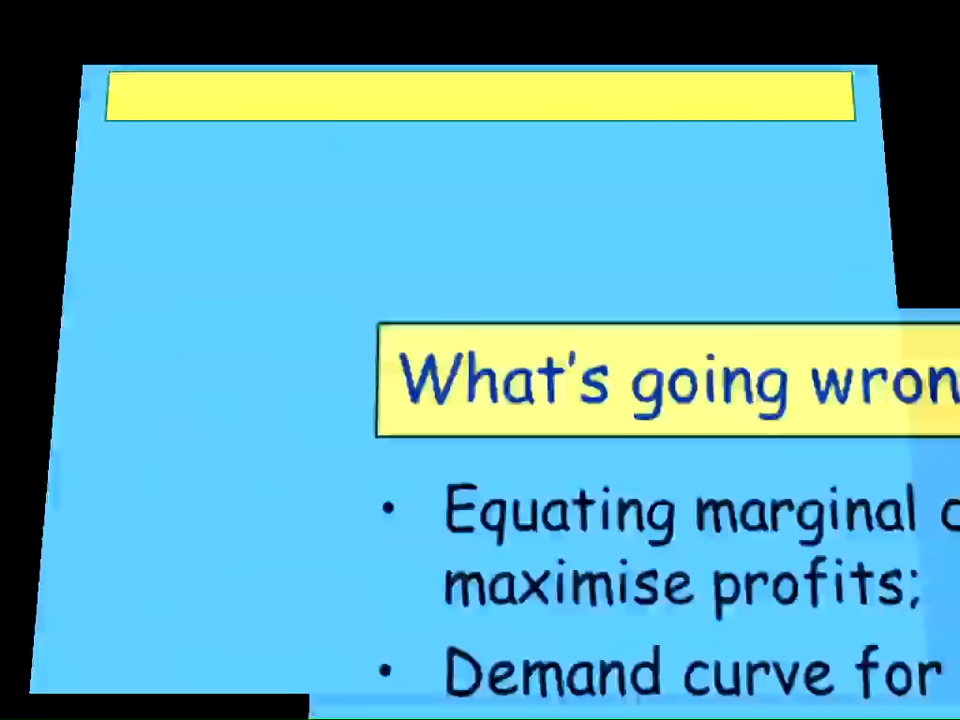 What's going wron
Equating marginal c
maximise profits;
Demand curve for